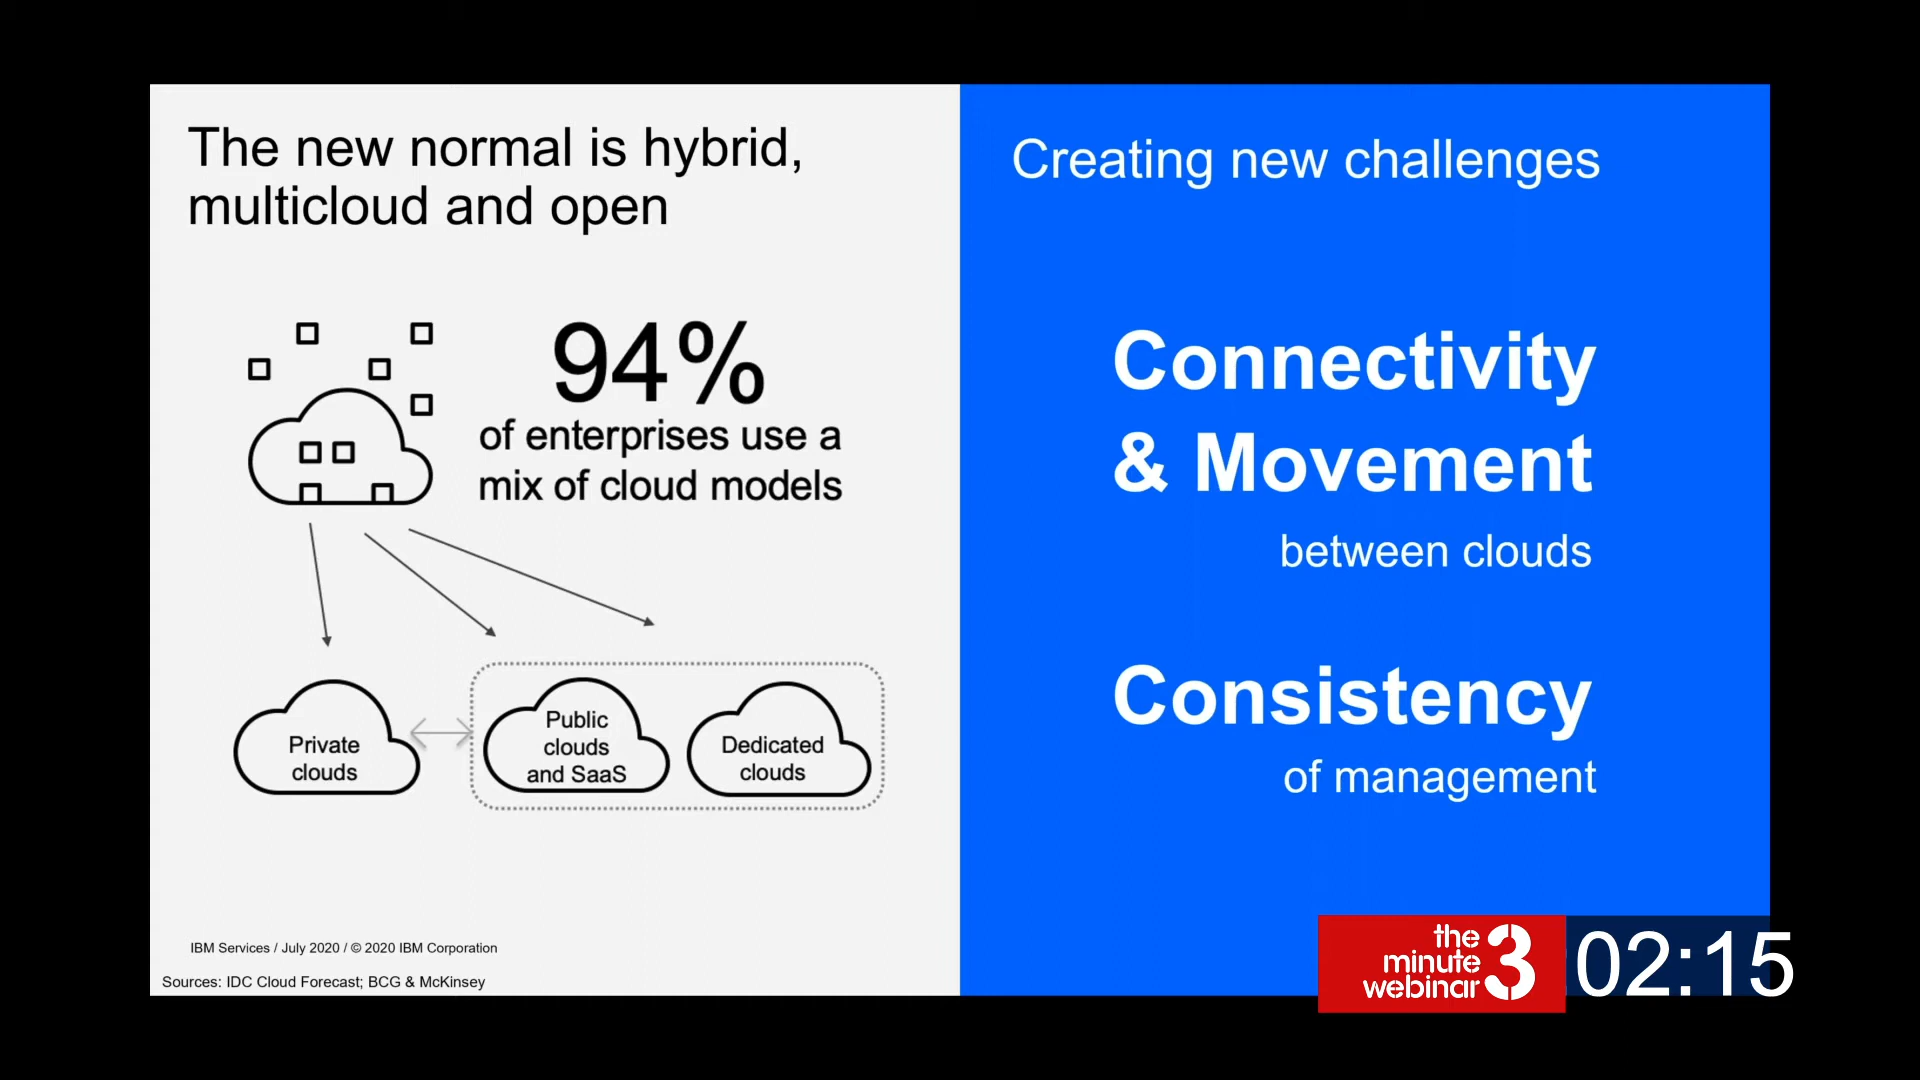 The new normal is hybrid,
multicloud and open
94%
of enterprises use a
mix of cloud models
Private
clouds
Public
clouds
and SaaS
Dedicated
clouds
IBM Services / July 2020 / © 2020 IBM Corporation
Sources: IDC Cloud Forecast; BCG & McKinsey
Creating new challenges
Connectivity
& Movement
between clouds
Consistency
of management
the
minute
webinar
3
02:15